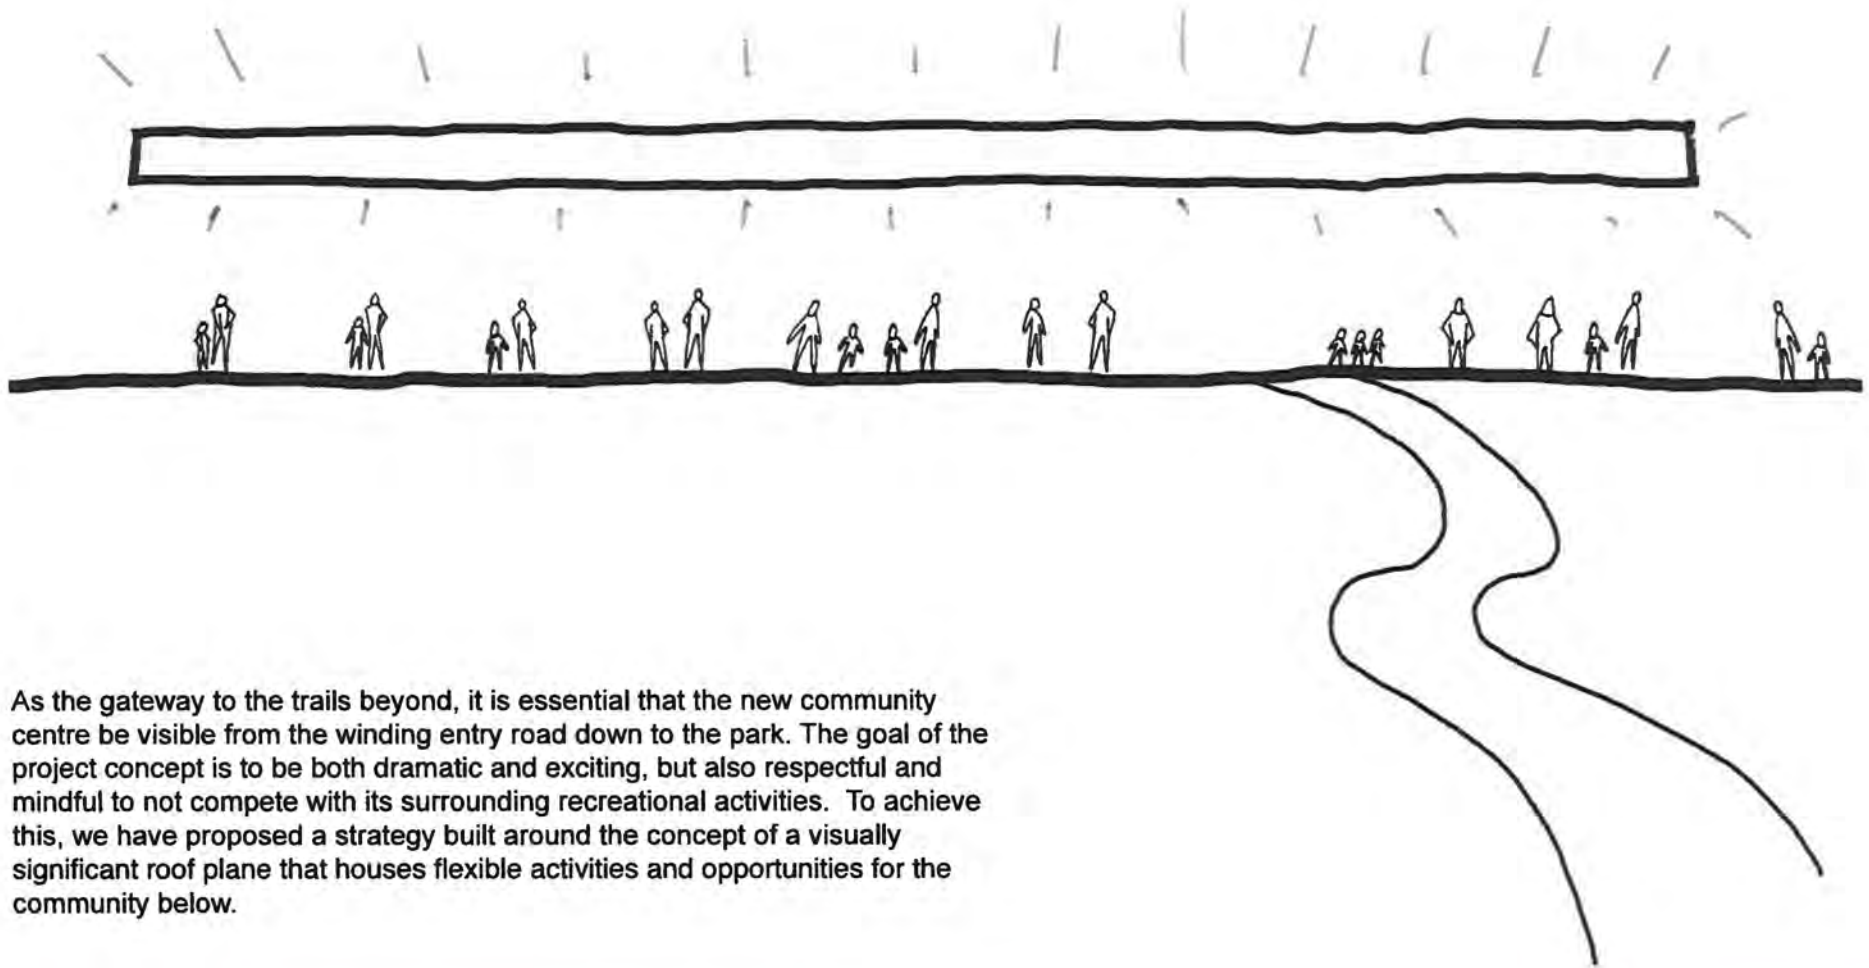 As the gateway to the trails beyond, it is essential that the new community
centre be visible from the winding entry road down to the park. The goal of the
project concept is to be both dramatic and exciting, but also respectful and
mindful to not compete with its surrounding recreational activities.  To achieve
this, we have proposed a strategy built around the concept of a visually
significant roof plane that houses flexible activities and opportunities for the
community below.